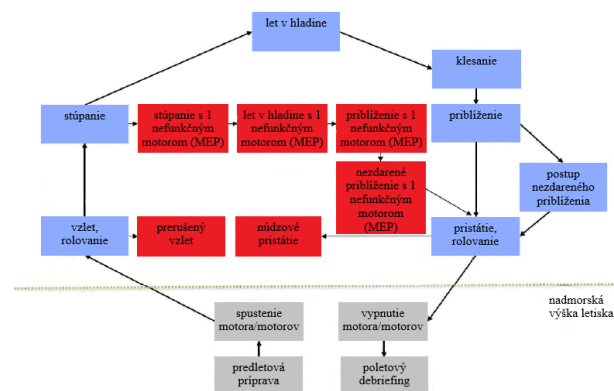 let v hladine
klesanie
stúpanie
stúpanie s 1
nefunkčným
motorom (MEP)
let v hladine s 1
nefunkčným
motorom (MEP)
priblíženie s 1
nefunkčným
motorom (MEP)
priblíženie
nezdarené
priblíženie s 1
nefunkčným
motorom (MEP)
postup
nezdareného
priblíženia
vzlet,
rolovanie
prerušený
vzlet
núdzové
pristátie
pristátie,
rolovanie
nadmorská
výška letiska
spustenie
motora/motorov
vypnutie
motora/motorov
predletová
príprava
poletový
debriefing